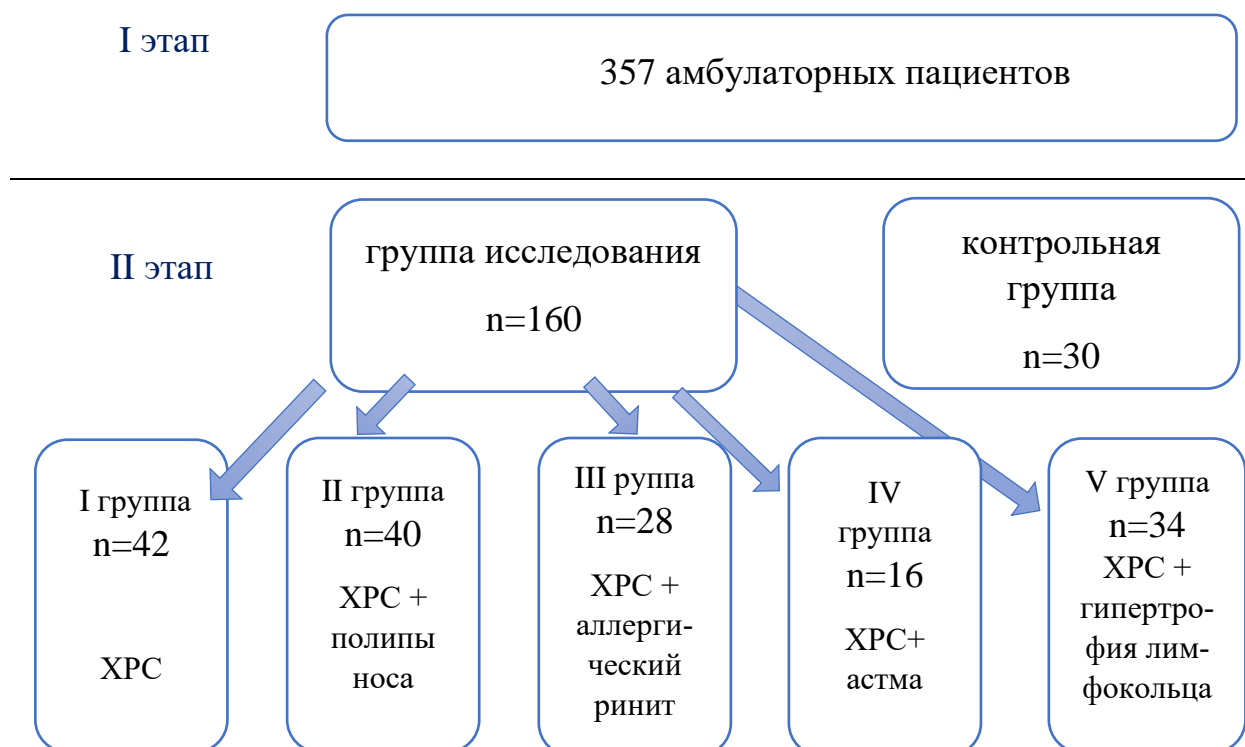 I этап
357 амбулаторных пациентов
II этап
группа исследования
n=160
контрольная
группа
n=30
I группа
n=42
ХРС
II группа
n=40
ХРС +
полипы
носа
III руппа
n=28
ХРС +
аллерги-
ческий
ринит
IV
группа
n=16
ХРС+
астма
V группа
n=34
ХРС +
гипертро-
фия лим-
фокольца